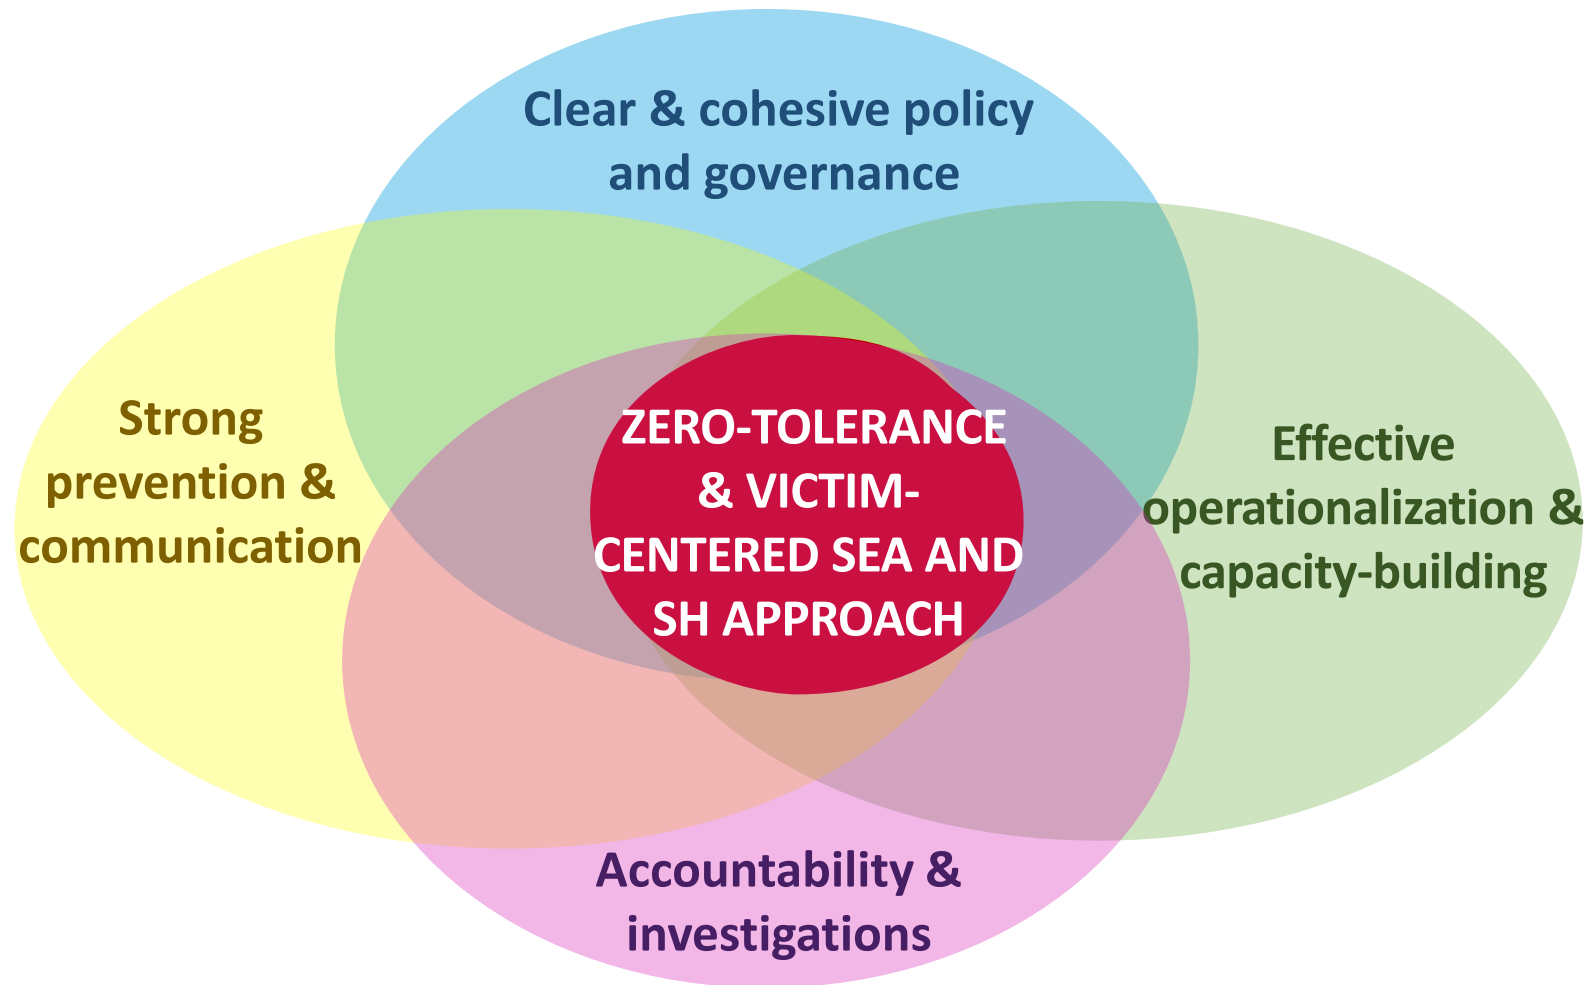 Clear & cohesive policy
and governance
Strong
prevention &
communication
ZERO-TOLERANCE
& VICTIM-
CENTERED SEA AND
SH APPROACH
Effective
operationalization &
capacity-building
Accountability &
investigations